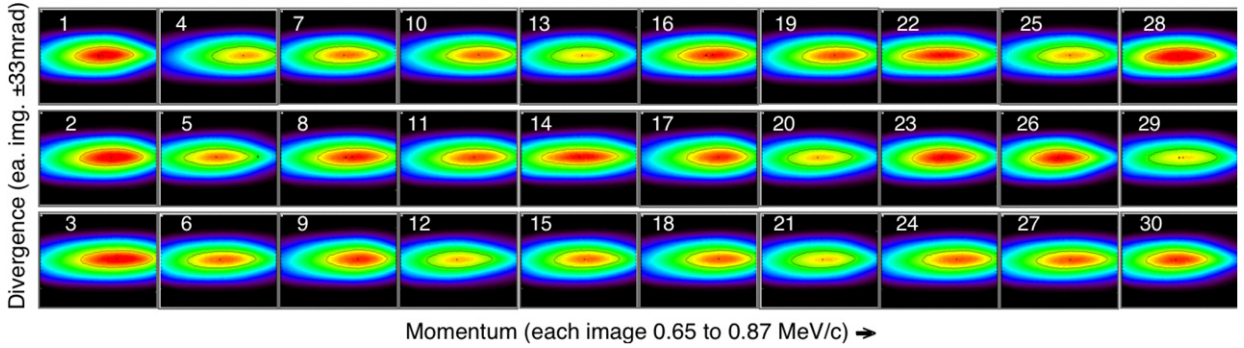 Divergence (ea. img. ±33mrad)
1 4 7 10 13 16 19 22 25 28
2 5 8 11 14 17 20 23 26 29
3 6 9 12 15 18 21 24 27 30
Momentum (each image 0.65 to 0.87 MeV/c) ➔